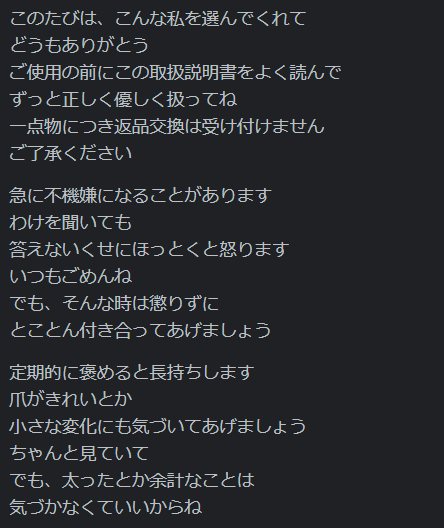 このたびは、こんな私を選んでくれて
どうもありがとう
ご使用の前にこの取扱説明書をよく読んで
ずっと正しく優しく扱ってね
一点物につき返品交換は受け付けません
ご了承ください
急に不機嫌になることがあります
わけを聞いても
答えないくせにほっとくと怒ります
いつもごめんね
でも、そんな時は懲りずに
とことん付き合ってあげましょう
定期的に褒めると長持ちします
爪がきれいとか
小さな変化にも気づいてあげましょう
ちゃんと見ていて
でも、太ったとか余計なことは
気づかなくていいからね